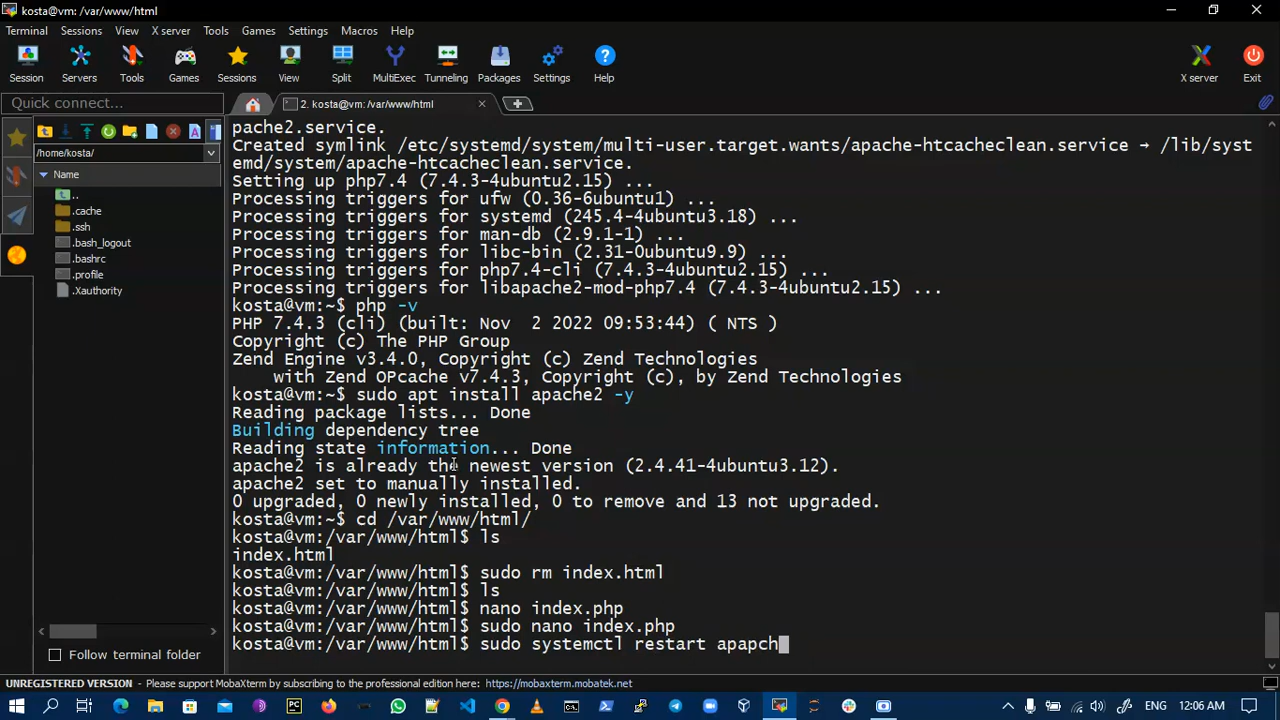 kosta@vm: /var/www/html
Terminal Sessions View X server Tools Games Settings Macros Help
Session Servers Tools Games Sessions View Split MultiExec Tunneling Packages Settings Help X server Exit
Quick connect...
2. kosta@vm: /var/www/html
/home/kosta/
Name
..
.cache
.ssh
.bash_logout
.bashrc
.profile
.Xauthority
pache2.service.
Created symlink /etc/systemd/system/multi-user.target.wants/apache-htcacheclean.service → /lib/syst
emd/system/apache-htcacheclean.service.
Setting up php7.4 (7.4.3-4ubuntu2.15) ...
Processing triggers for ufw (0.36-6ubuntu1) ...
Processing triggers for systemd (245.4-4ubuntu3.18) ...
Processing triggers for man-db (2.9.1-1) ...
Processing triggers for libc-bin (2.31-0ubuntu9.9) ...
Processing triggers for php7.4-cli (7.4.3-4ubuntu2.15) ...
Processing triggers for libapache2-mod-php7.4 (7.4.3-4ubuntu2.15) ...
kosta@vm:~$ php -v
PHP 7.4.3 (cli) (built: Nov  2 2022 09:53:44) ( NTS )
Copyright (c) The PHP Group
Zend Engine v3.4.0, Copyright (c) Zend Technologies
    with Zend OPcache v7.4.3, Copyright (c), by Zend Technologies
kosta@vm:~$ sudo apt install apache2 -y
Reading package lists... Done
Building dependency tree
Reading state information... Done
apache2 is already the newest version (2.4.41-4ubuntu3.12).
apache2 set to manually installed.
0 upgraded, 0 newly installed, 0 to remove and 13 not upgraded.
kosta@vm:~$ cd /var/www/html/
kosta@vm:/var/www/html$ ls
index.html
kosta@vm:/var/www/html$ sudo rm index.html
kosta@vm:/var/www/html$ ls
kosta@vm:/var/www/html$ nano index.php
kosta@vm:/var/www/html$ sudo nano index.php
kosta@vm:/var/www/html$ sudo systemctl restart apapch
Follow terminal folder
UNREGISTERED VERSION - Please support MobaXterm by subscribing to the professional edition here: https://mobaxterm.mobatek.net
PC
ENG 12:06 AM